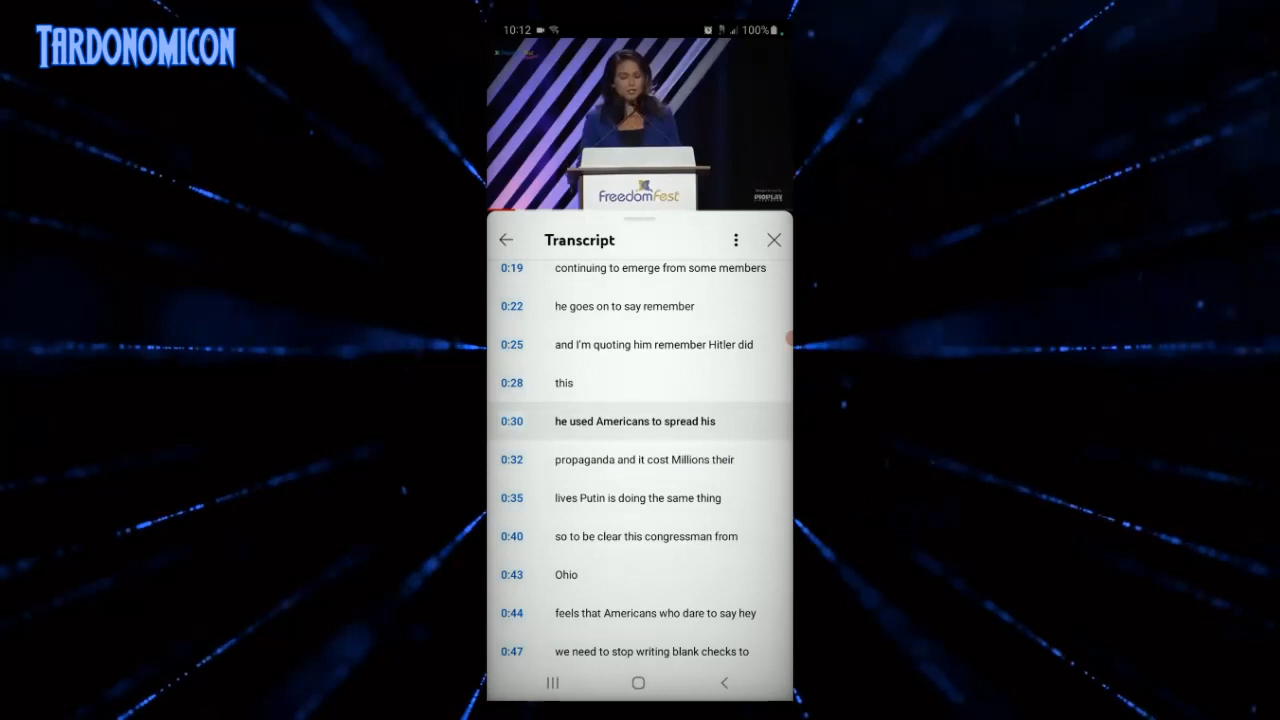 TARDONOMICON
10:12
100%
FreedomFest
Transcript
0:19 continuing to emerge from some members
0:22 he goes on to say remember
0:25 and I'm quoting him remember Hitler did
0:28 this
0:30 he used Americans to spread his
0:32 propaganda and it cost Millions their
0:35 lives Putin is doing the same thing
0:40 so to be clear this congressman from
0:43 Ohio
0:44 feels that Americans who dare to say hey
0:47 we need to stop writing blank checks to